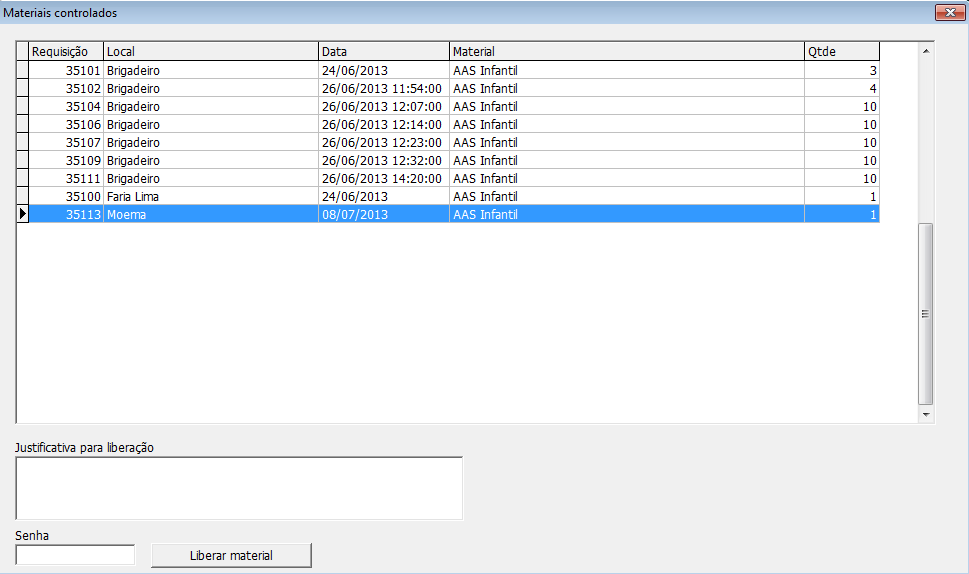 Materiais controlados
Requisição Local Data Material Qtde
35101 Brigadeiro 24/06/2013 AAS Infantil 3
35102 Brigadeiro 26/06/2013 11:54:00 AAS Infantil 4
35104 Brigadeiro 26/06/2013 12:07:00 AAS Infantil 10
35106 Brigadeiro 26/06/2013 12:14:00 AAS Infantil 10
35107 Brigadeiro 26/06/2013 12:23:00 AAS Infantil 10
35109 Brigadeiro 26/06/2013 12:32:00 AAS Infantil 10
35111 Brigadeiro 26/06/2013 14:20:00 AAS Infantil 10
35100 Faria Lima 24/06/2013 AAS Infantil 1
35113 Moema 08/07/2013 AAS Infantil 1
Justificativa para liberação
Senha
Liberar material